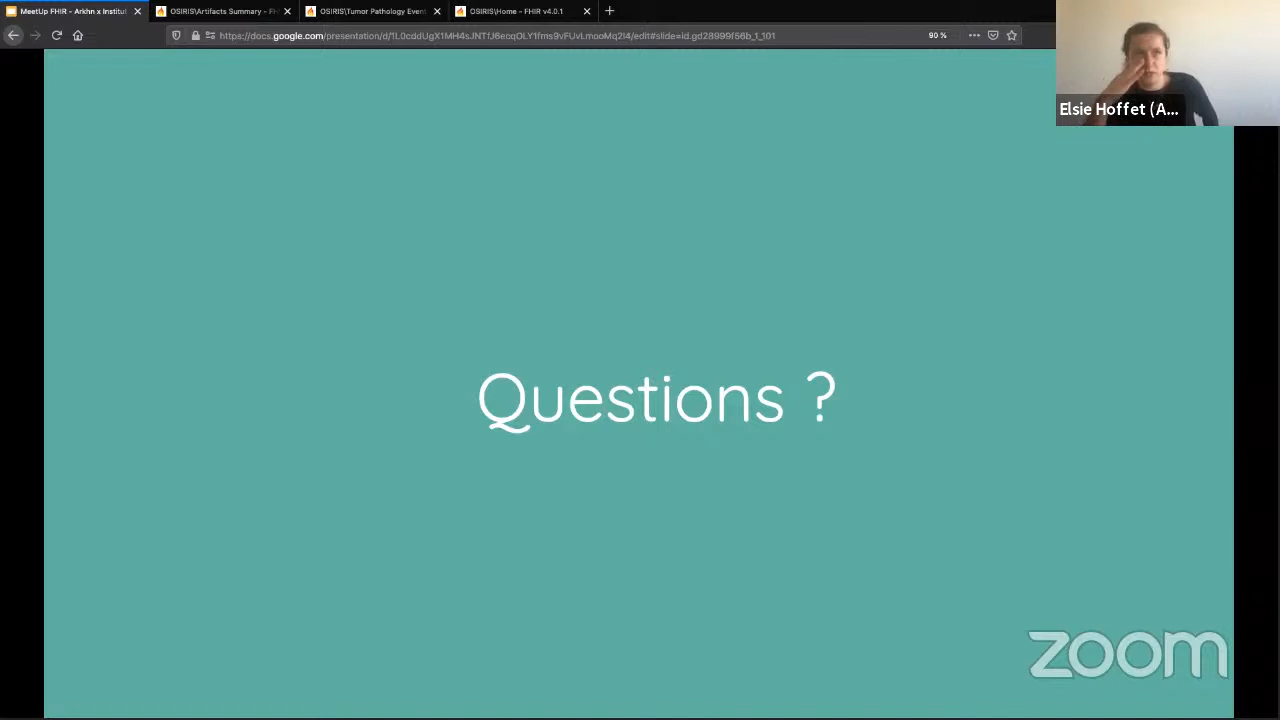 MeetUp FHIR - Arkhn x Institut
OSIRIS\Artifacts Summary - FH
OSIRIS\Tumor Pathology Event
OSIRIS\Home - FHIR v4.0.1
90 %
Elsie Hoffet (A...
Questions ?
zoom